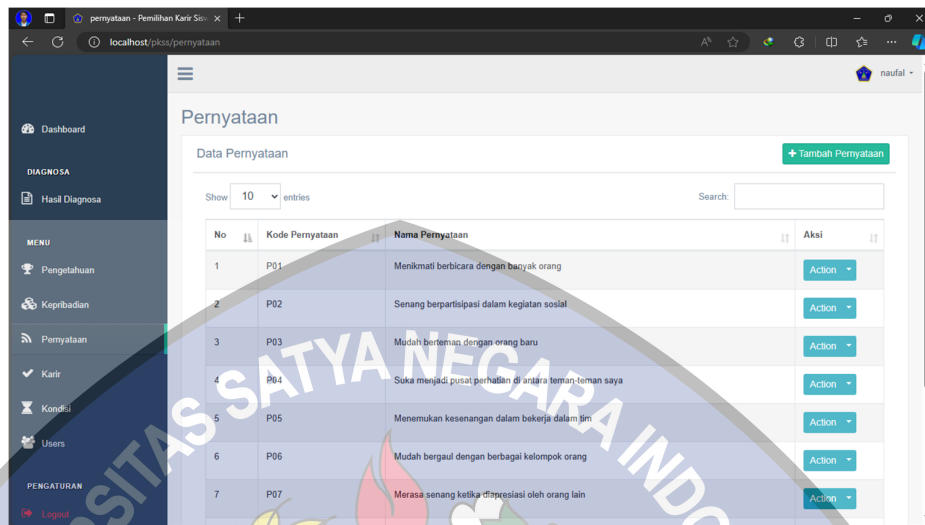 pernyataan - Pemilihan Karir Sisw
localhost/pkss/pernyataan
naufal
Dashboard
DIAGNOSA
Hasil Diagnosa
MENU
Pengetahuan
Kepribadian
Pernyataan
Karir
Kondisi
Users
PENGATURAN
Logout
Pernyataan
Data Pernyataan
+ Tambah Pernyataan
Show 10 entries
Search:
No Kode Pernyataan Nama Pernyataan Aksi
1 P01 Menikmati berbicara dengan banyak orang Action
2 P02 Senang berpartisipasi dalam kegiatan sosial Action
3 P03 Mudah berteman dengan orang baru Action
4 P04 Suka menjadi pusat perhatian di antara teman-teman saya Action
5 P05 Menemukan kesenangan dalam bekerja dalam tim Action
6 P06 Mudah bergaul dengan berbagai kelompok orang Action
7 P07 Merasa senang ketika diapresiasi oleh orang lain Action
SITAS SATYA NEGARA INDO